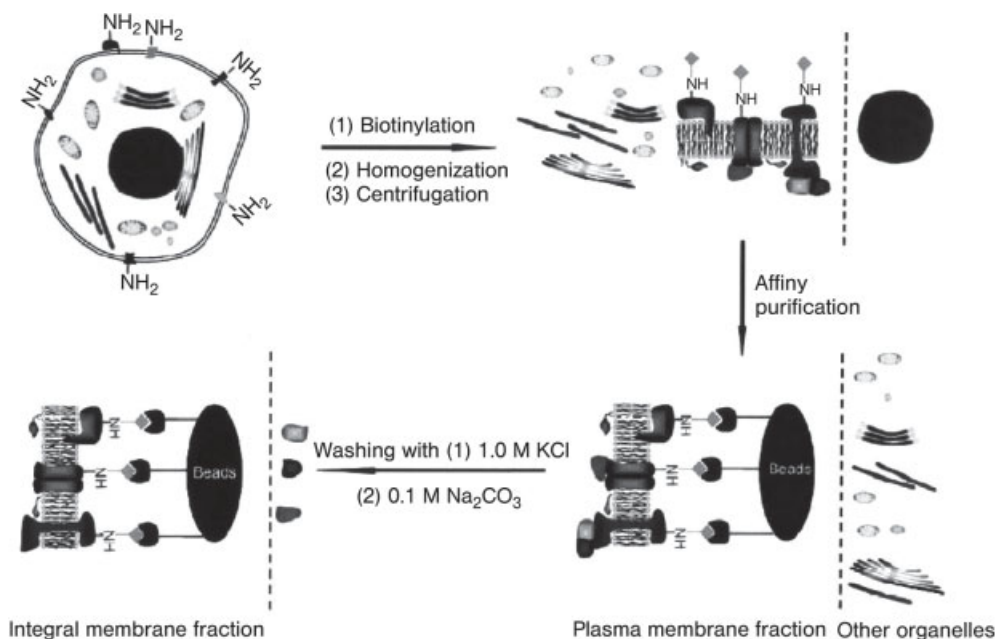 NH2
NH2
NH2
NH2
NH2
NH2
(1) Biotinylation
(2) Homogenization
(3) Centrifugation
NH
NH
NH
Affiny
purification
NH
NH
NH
Beads
Washing with (1) 1.0 M KCl
(2) 0.1 M Na2CO3
NH
NH
NH
Beads
Integral membrane fraction
Plasma membrane fraction
Other organelles